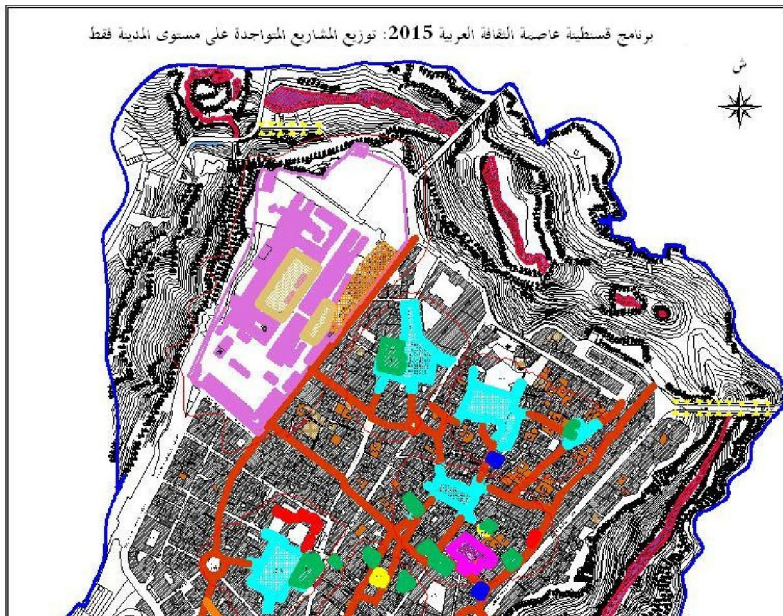 برنامج قسنطينة عاصمة الثقافة العربية 2015: توزيع المشاريع المتواجدة على مستوى المدينة فقط
ش